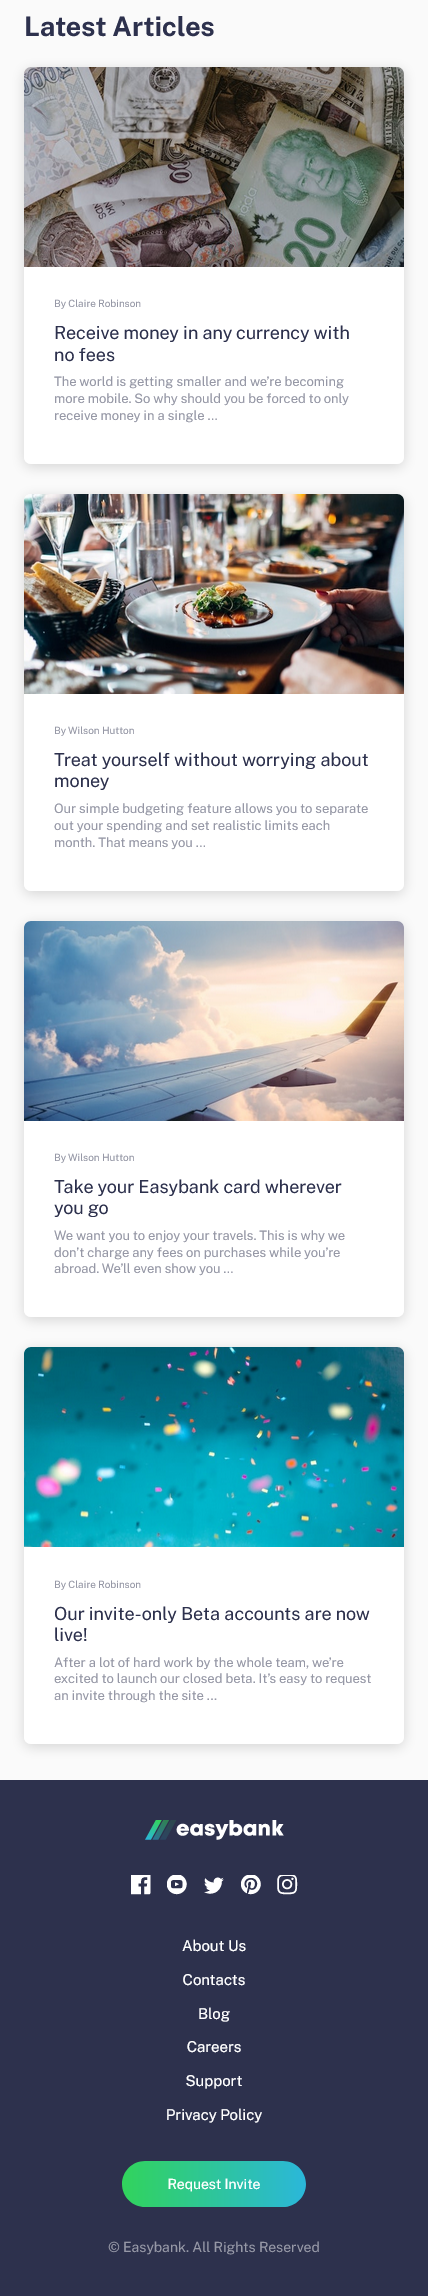 Latest Articles
20
By Claire Robinson
Receive money in any currency with
no fees
The world is getting smaller and we're becoming
more mobile. So why should you be forced to only
receive money in a single ...
By Wilson Hutton
Treat yourself without worrying about
money
Our simple budgeting feature allows you to separate
out your spending and set realistic limits each
month. That means you ...
By Wilson Hutton
Take your Easybank card wherever
you go
We want you to enjoy your travels. This is why we
don't charge any fees on purchases while you're
abroad. We'll even show you ...
By Claire Robinson
Our invite-only Beta accounts are now
live!
After a lot of hard work by the whole team, we're
excited to launch our closed beta. It's easy to request
an invite through the site ...
easybank
About Us
Contacts
Blog
Careers
Support
Privacy Policy
Request Invite
© Easybank. All Rights Reserved